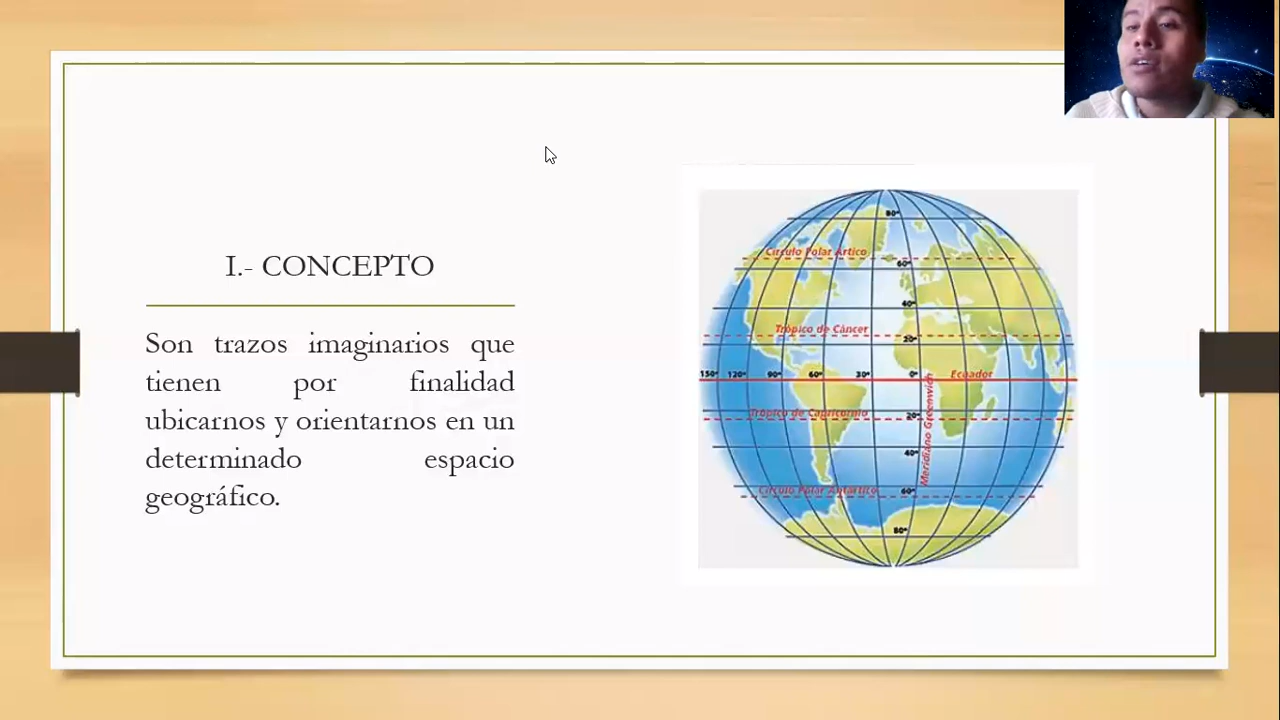 I.- CONCEPTO
Son trazos imaginarios que
tienen por finalidad
ubicarnos y orientarnos en un
determinado espacio
geográfico.
80°
Círculo Polar Ártico
60°
40°
Trópico de Cáncer
20°
150° 120° 90° 60° 30° 0° Ecuador
Trópico de Capricornio 20°
Meridiano Greenwich
40°
Círculo Polar Antártico 60°
80°